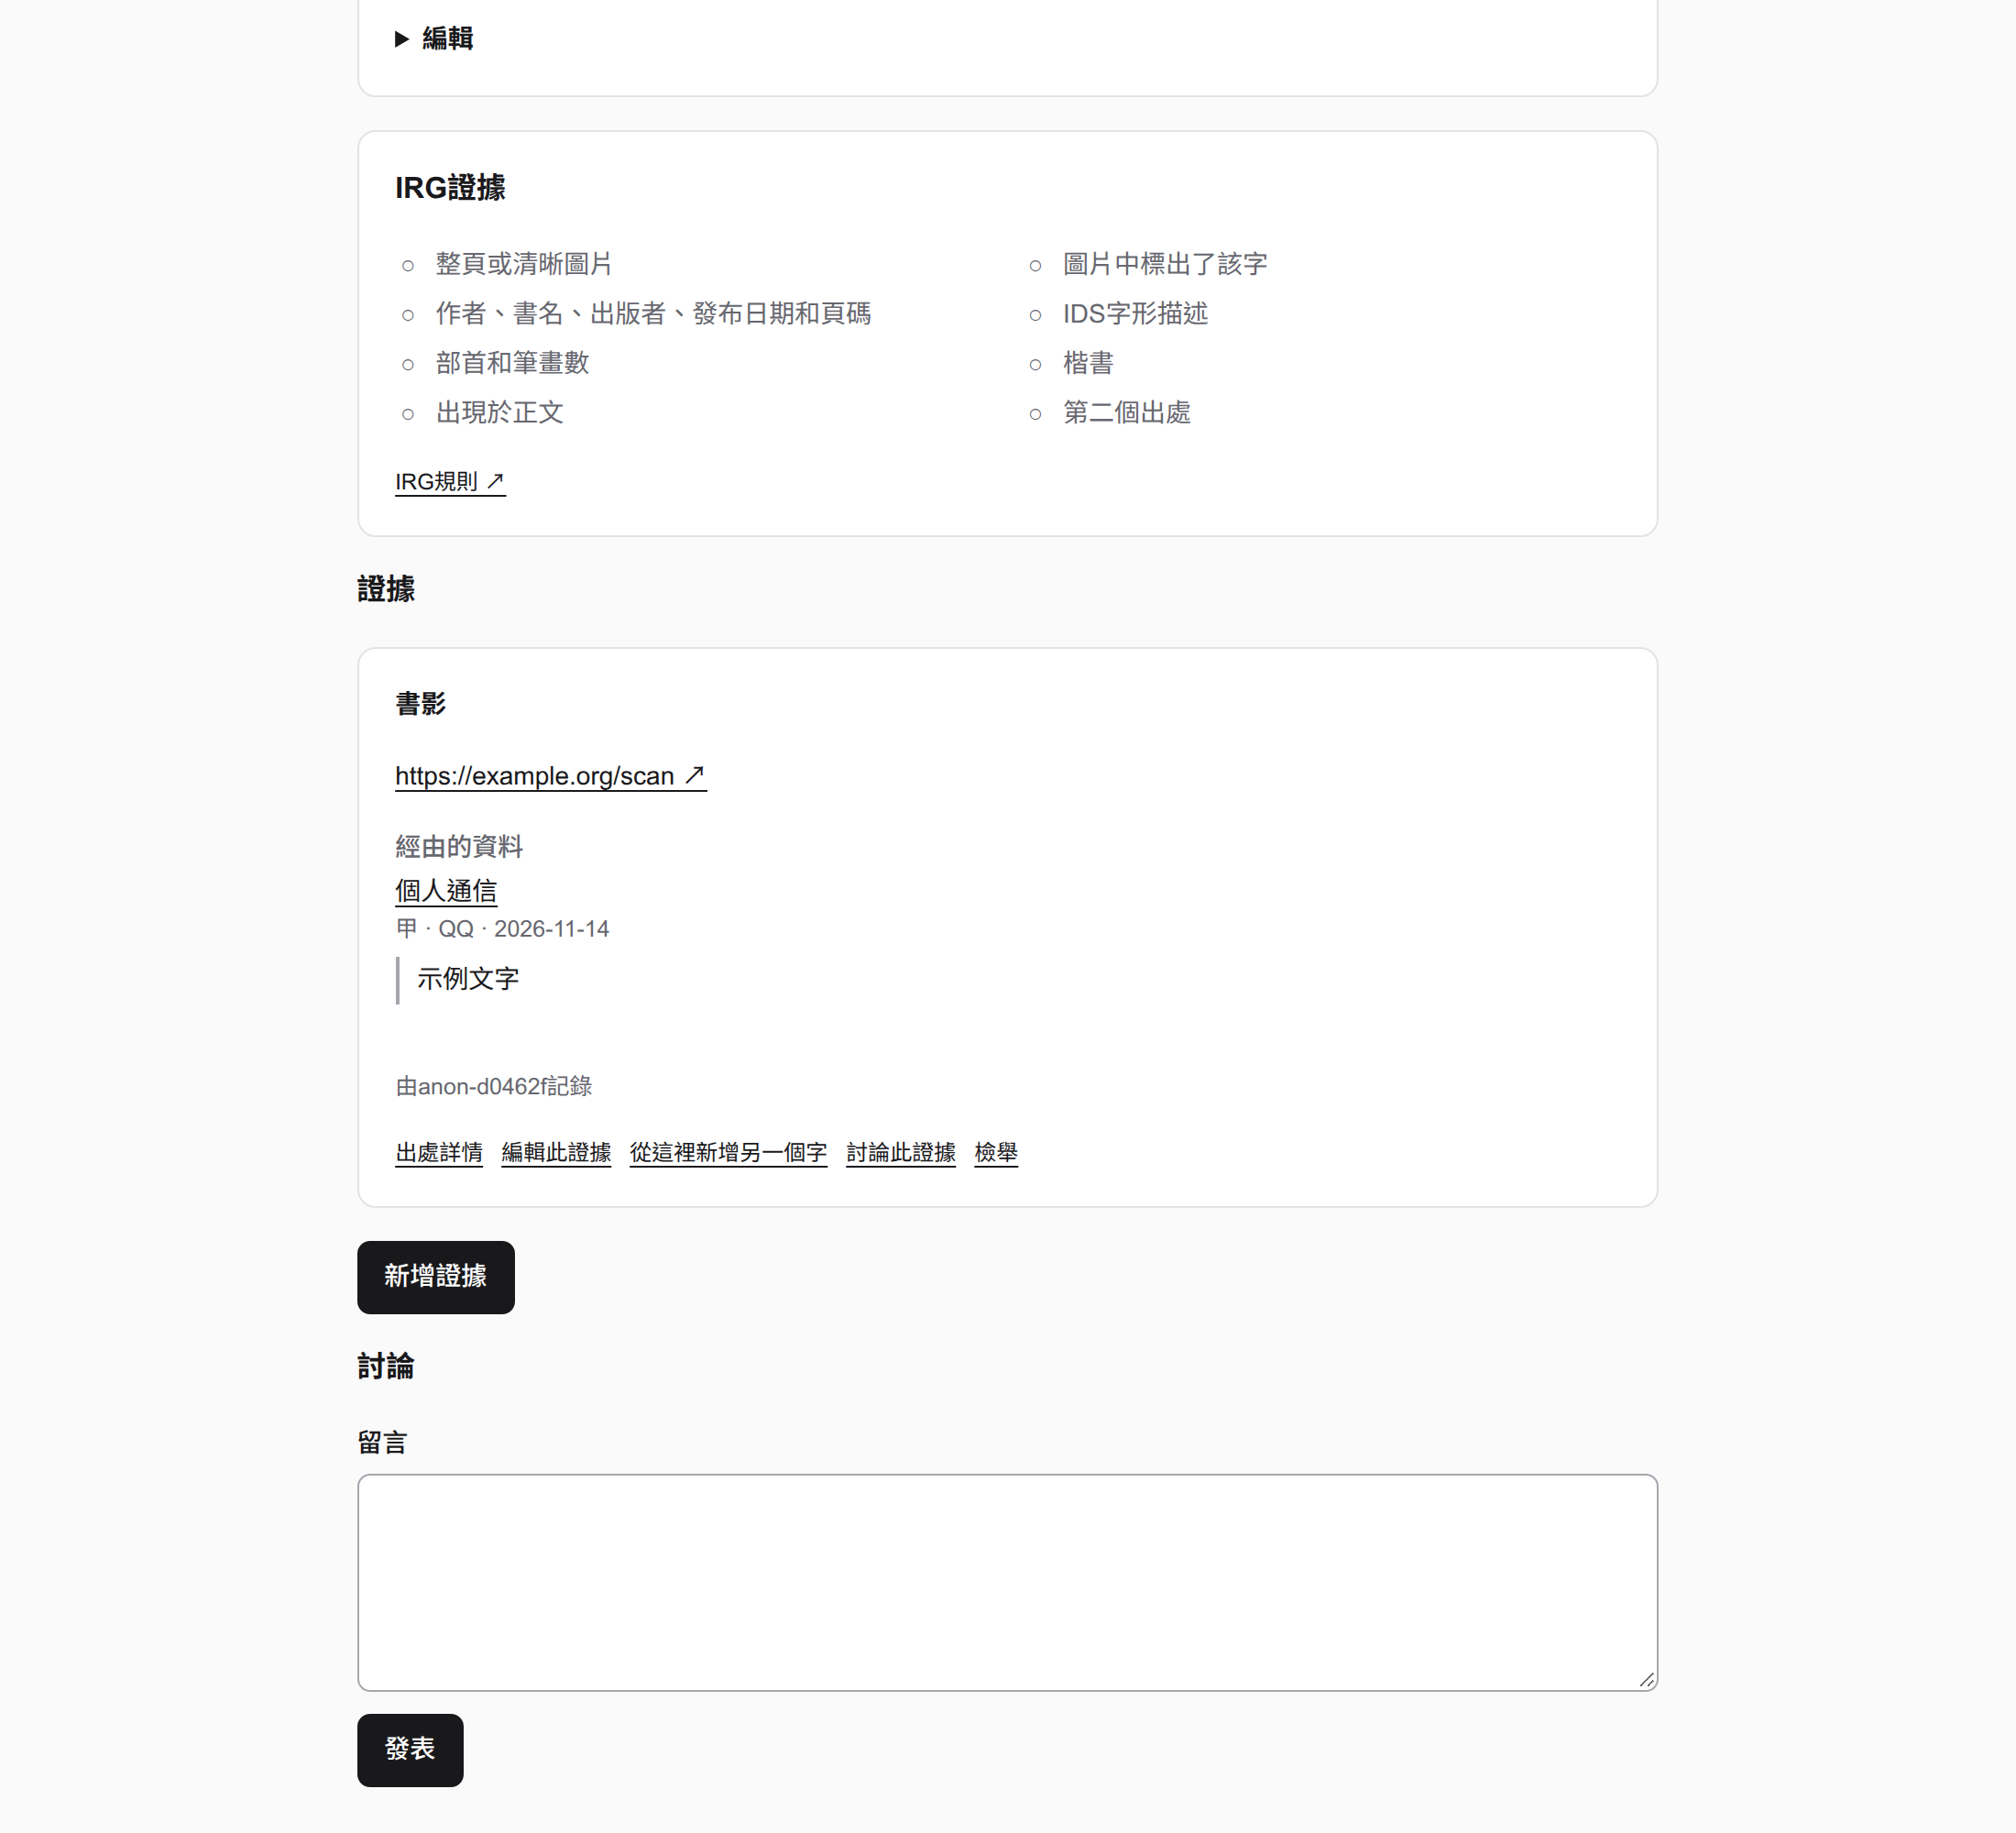 ▶ 編輯
IRG證據
○ 整頁或清晰圖片
○ 圖片中標出了該字
○ 作者、書名、出版者、發布日期和頁碼
○ IDS字形描述
○ 部首和筆畫數
○ 楷書
○ 出現於正文
○ 第二個出處
IRG規則 ↗
證據
書影
https://example.org/scan ↗
經由的資料
個人通信
甲 · QQ · 2026-11-14
示例文字
由anon-d0462f記錄
出處詳情 編輯此證據 從這裡新增另一個字 討論此證據 檢舉
新增證據
討論
留言
發表